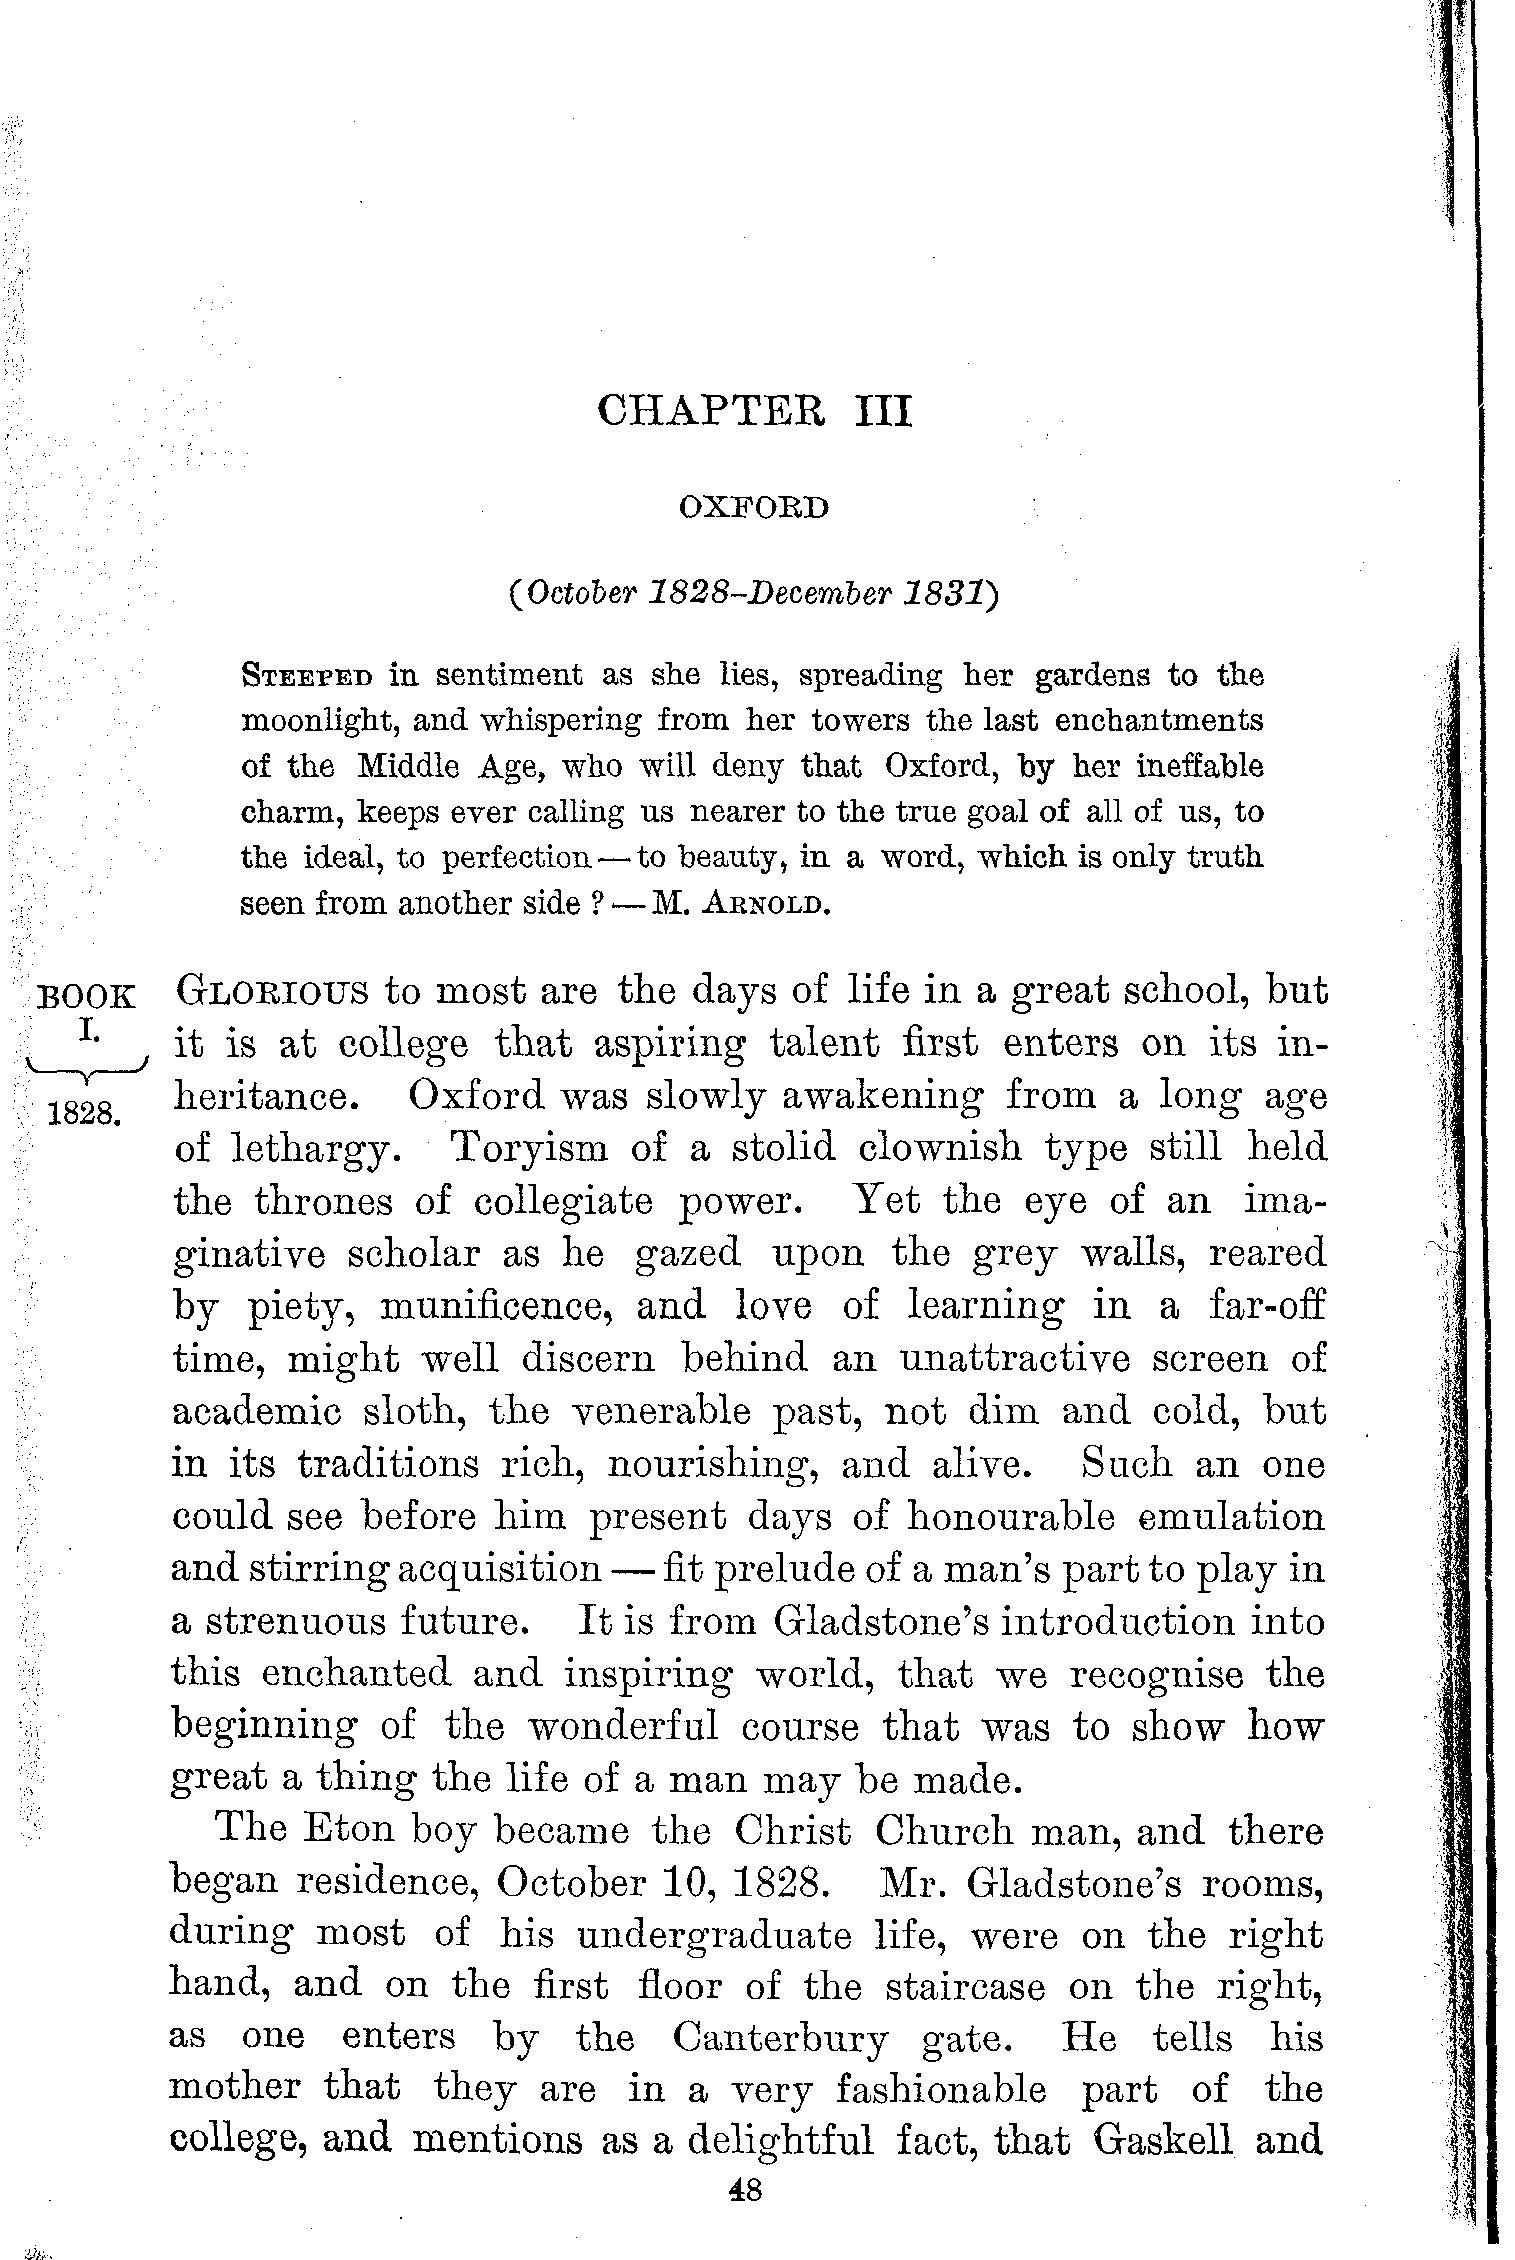 CHAPTER III
OXFORD
(October 1828–December 1831)
STEEPED in sentiment as she lies, spreading her gardens to the
moonlight, and whispering from her towers the last enchantments
of the Middle Age, who will deny that Oxford, by her ineffable
charm, keeps ever calling us nearer to the true goal of all of us, to
the ideal, to perfection — to beauty, in a word, which is only truth
seen from another side ? — M. ARNOLD.
BOOK
I.
1828.
GLORIOUS to most are the days of life in a great school, but
it is at college that aspiring talent first enters on its in-
heritance. Oxford was slowly awakening from a long age
of lethargy. Toryism of a stolid clownish type still held
the thrones of collegiate power. Yet the eye of an ima-
ginative scholar as he gazed upon the grey walls, reared
by piety, munificence, and love of learning in a far-off
time, might well discern behind an unattractive screen of
academic sloth, the venerable past, not dim and cold, but
in its traditions rich, nourishing, and alive. Such an one
could see before him present days of honourable emulation
and stirring acquisition — fit prelude of a man's part to play in
a strenuous future. It is from Gladstone's introduction into
this enchanted and inspiring world, that we recognise the
beginning of the wonderful course that was to show how
great a thing the life of a man may be made.
The Eton boy became the Christ Church man, and there
began residence, October 10, 1828. Mr. Gladstone's rooms,
during most of his undergraduate life, were on the right
hand, and on the first floor of the staircase on the right,
as one enters by the Canterbury gate. He tells his
mother that they are in a very fashionable part of the
college, and mentions as a delightful fact, that Gaskell and
48